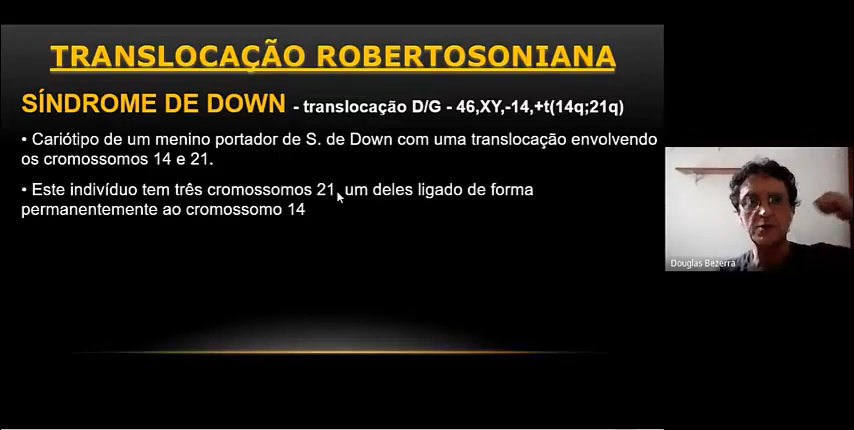 TRANSLOCAÇÃO ROBERTOSONIANA
SÍNDROME DE DOWN - translocação D/G - 46,XY,-14,+t(14q;21q)
• Cariótipo de um menino portador de S. de Down com uma translocação envolvendo
os cromossomos 14 e 21.
• Este indivíduo tem três cromossomos 21, um deles ligado de forma
permanentemente ao cromossomo 14
Douglas Bezerra